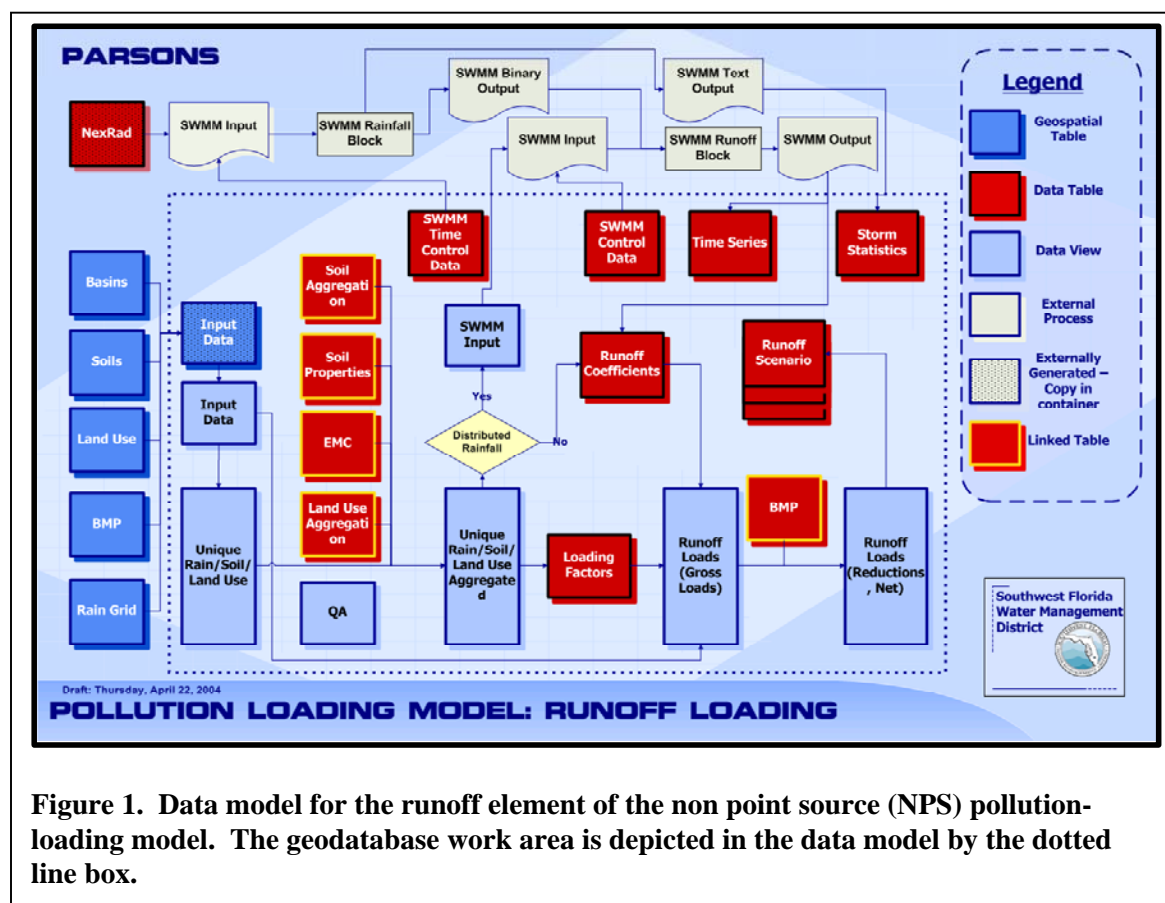 PARSONS
SWMM Binary
Output
SWMM Text
Output
Legend
NexRad
SWMM Input
SWMM Rainfall
Block
SWMM Input
SWMM Runoff
Block
SWMM Output
Geospatial
Table
Data Table
Data View
External
Process
Externally
Generated –
Copy in
container
Linked Table
SWMM
Time
Control
Data
SWMM
Control
Data
Time Series
Storm
Statistics
Basins
Soils
Land Use
BMP
Rain Grid
Input
Data
Input
Data
Unique
Rain/Soil/
Land Use
Soil
Aggregati
on
Soil
Properties
EMC
Land Use
Aggregati
on
QA
SWMM
Input
Yes
Distributed
Rainfall
No
Unique
Rain/Soil/
Land Use
Aggregate
d
Runoff
Coefficients
Loading
Factors
Runoff
Loads
(Gross
Loads)
Runoff
Scenario
BMP
Runoff
Loads
(Reductions
, Net)
Southwest Florida
Water Management
District
Draft: Thursday, April 22, 2004
POLLUTION LOADING MODEL: RUNOFF LOADING
Figure 1. Data model for the runoff element of the non point source (NPS) pollution-
loading model. The geodatabase work area is depicted in the data model by the dotted
line box.